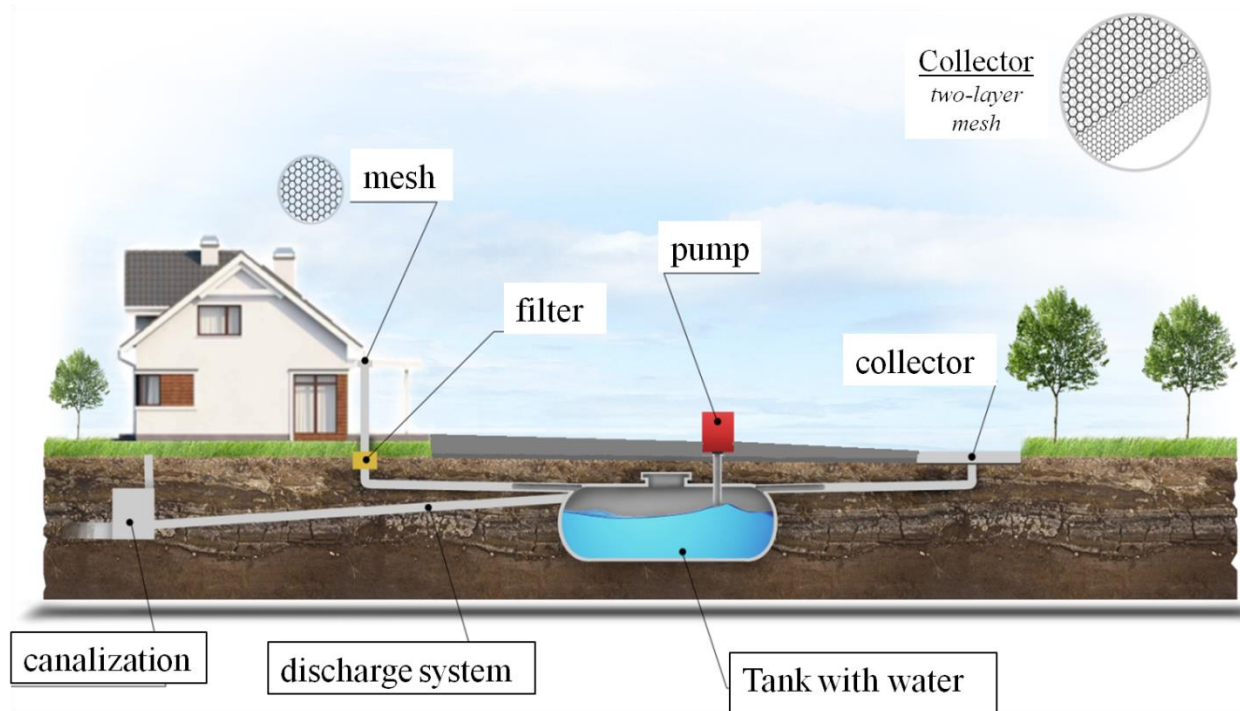 Collector
two-layer
mesh
mesh
pump
filter
collector
canalization
discharge system
Tank with water